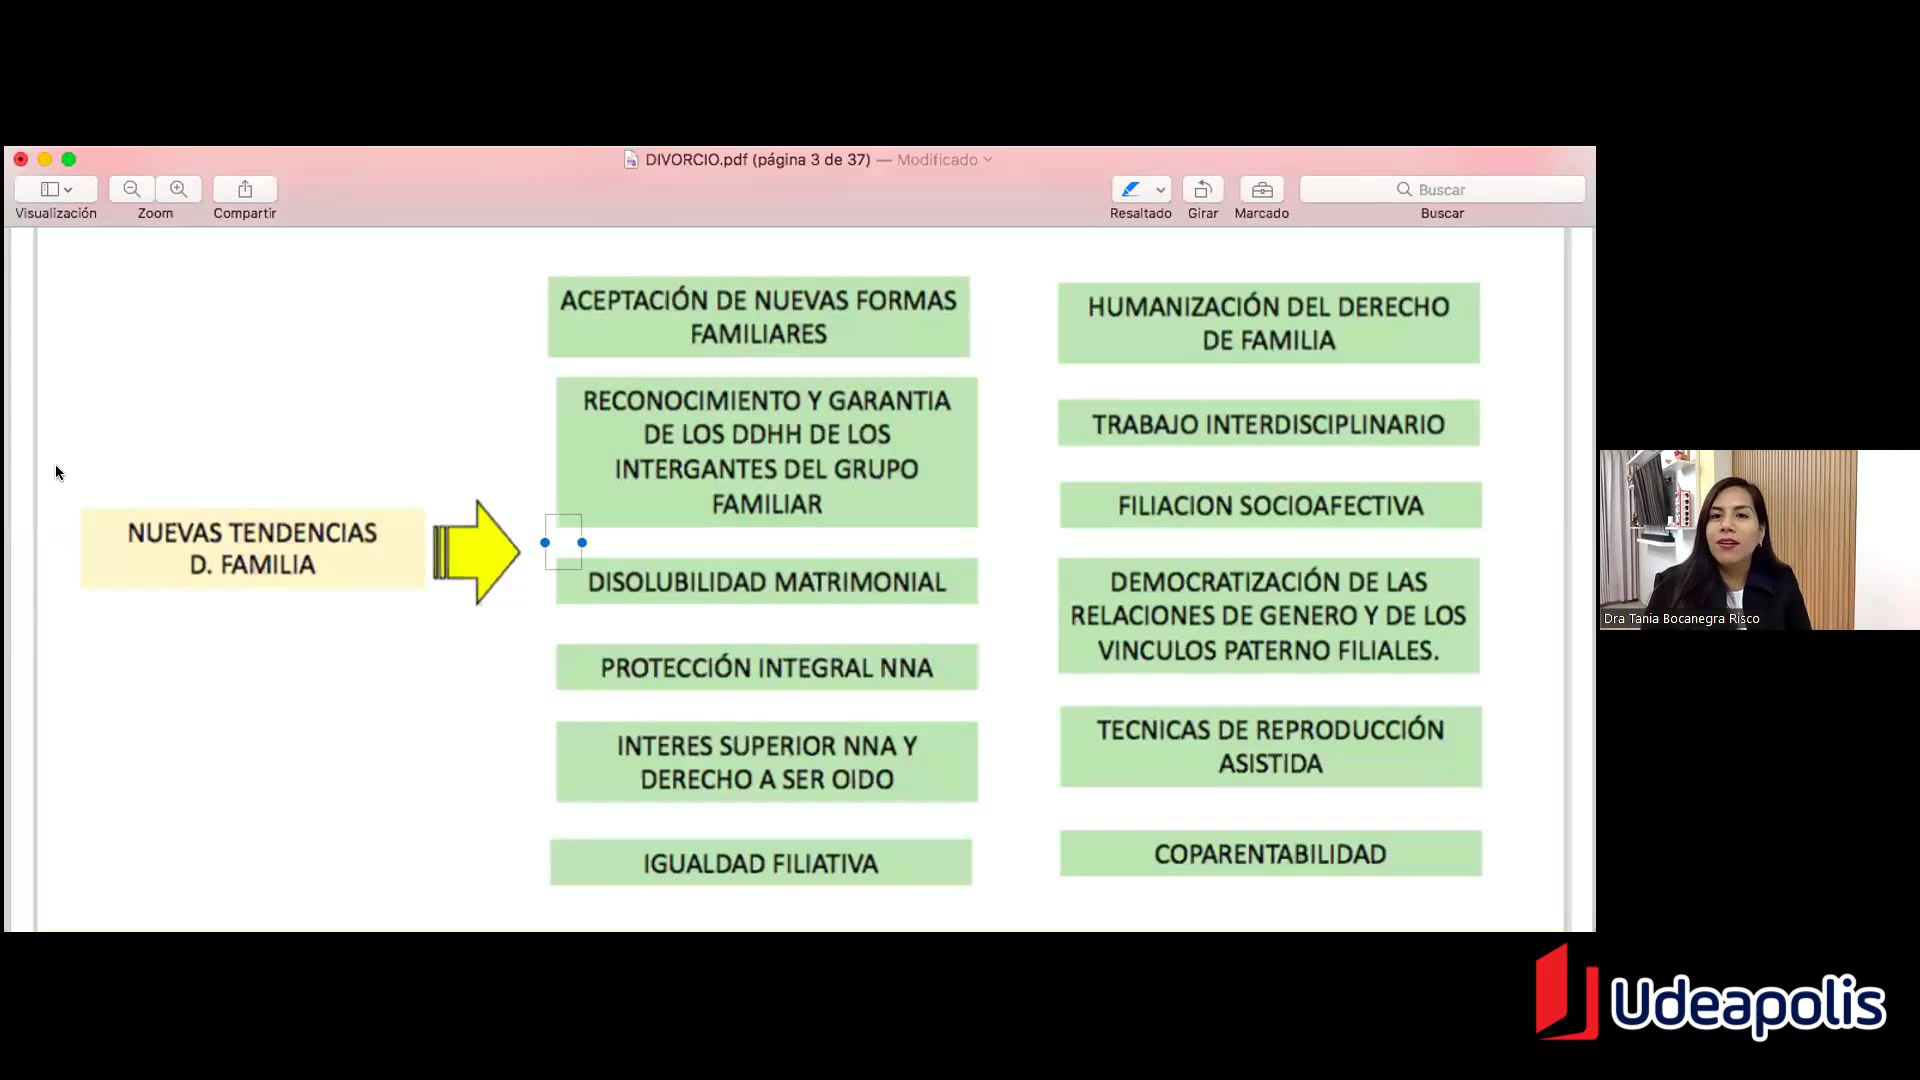 DIVORCIO.pdf (página 3 de 37) — Modificado
Visualización
Zoom
Compartir
Resaltado
Girar
Marcado
Buscar
Buscar
NUEVAS TENDENCIAS
D. FAMILIA
ACEPTACIÓN DE NUEVAS FORMAS
FAMILIARES
RECONOCIMIENTO Y GARANTIA
DE LOS DDHH DE LOS
INTERGANTES DEL GRUPO
FAMILIAR
DISOLUBILIDAD MATRIMONIAL
PROTECCIÓN INTEGRAL NNA
INTERES SUPERIOR NNA Y
DERECHO A SER OIDO
IGUALDAD FILIATIVA
HUMANIZACIÓN DEL DERECHO
DE FAMILIA
TRABAJO INTERDISCIPLINARIO
FILIACION SOCIOAFECTIVA
DEMOCRATIZACIÓN DE LAS
RELACIONES DE GENERO Y DE LOS
VINCULOS PATERNO FILIALES.
TECNICAS DE REPRODUCCIÓN
ASISTIDA
COPARENTABILIDAD
Dra Tania Bocanegra Risco
Udeapolis